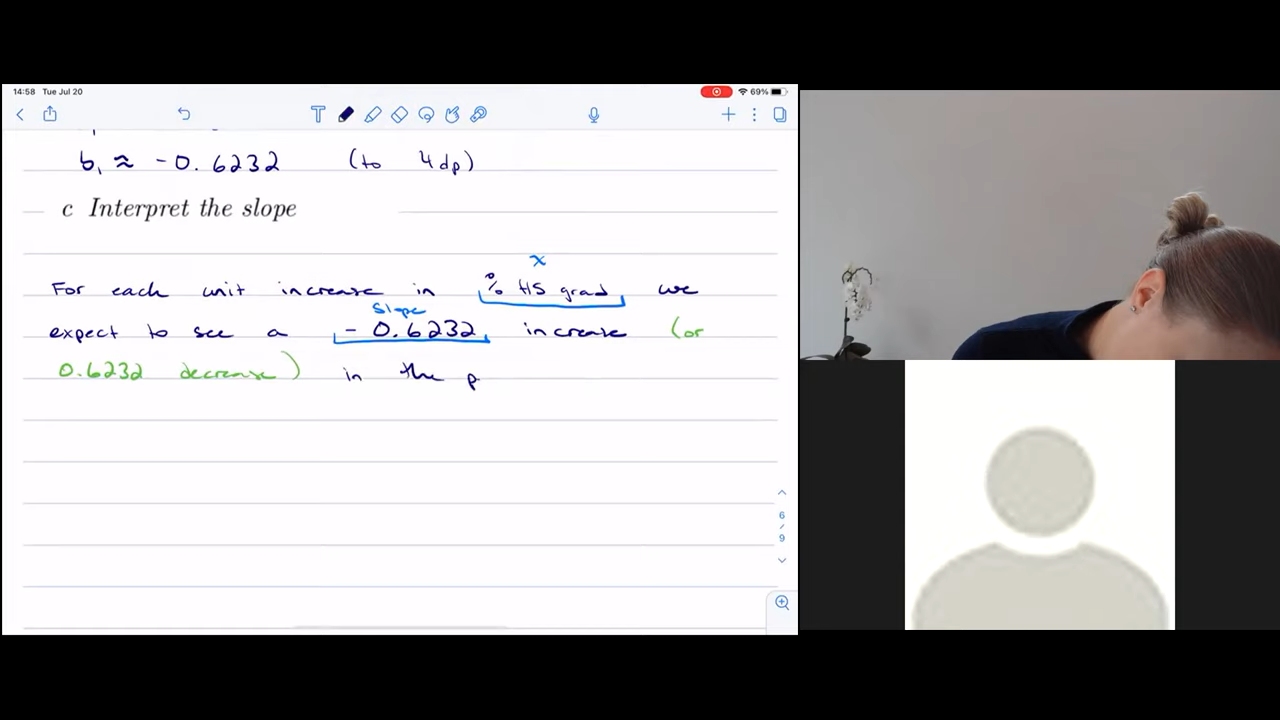 14:58 Tue Jul 20
69%
b₁ ≈ -0.6232 (to 4dp)
c Interpret the slope
x
For each unit increase in % HS grad we
slope
expect to see a - 0.6232 increase (or
0.6232 decrease) in the p
6
/
9